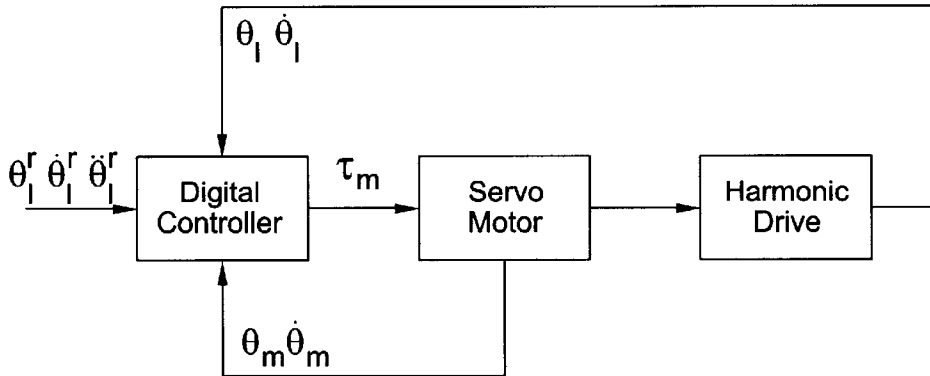 θₗ θ̇ₗ
θₗʳ θ̇ₗʳ θ̈ₗʳ
Digital
Controller
τₘ
Servo
Motor
Harmonic
Drive
θₘ θ̇ₘ